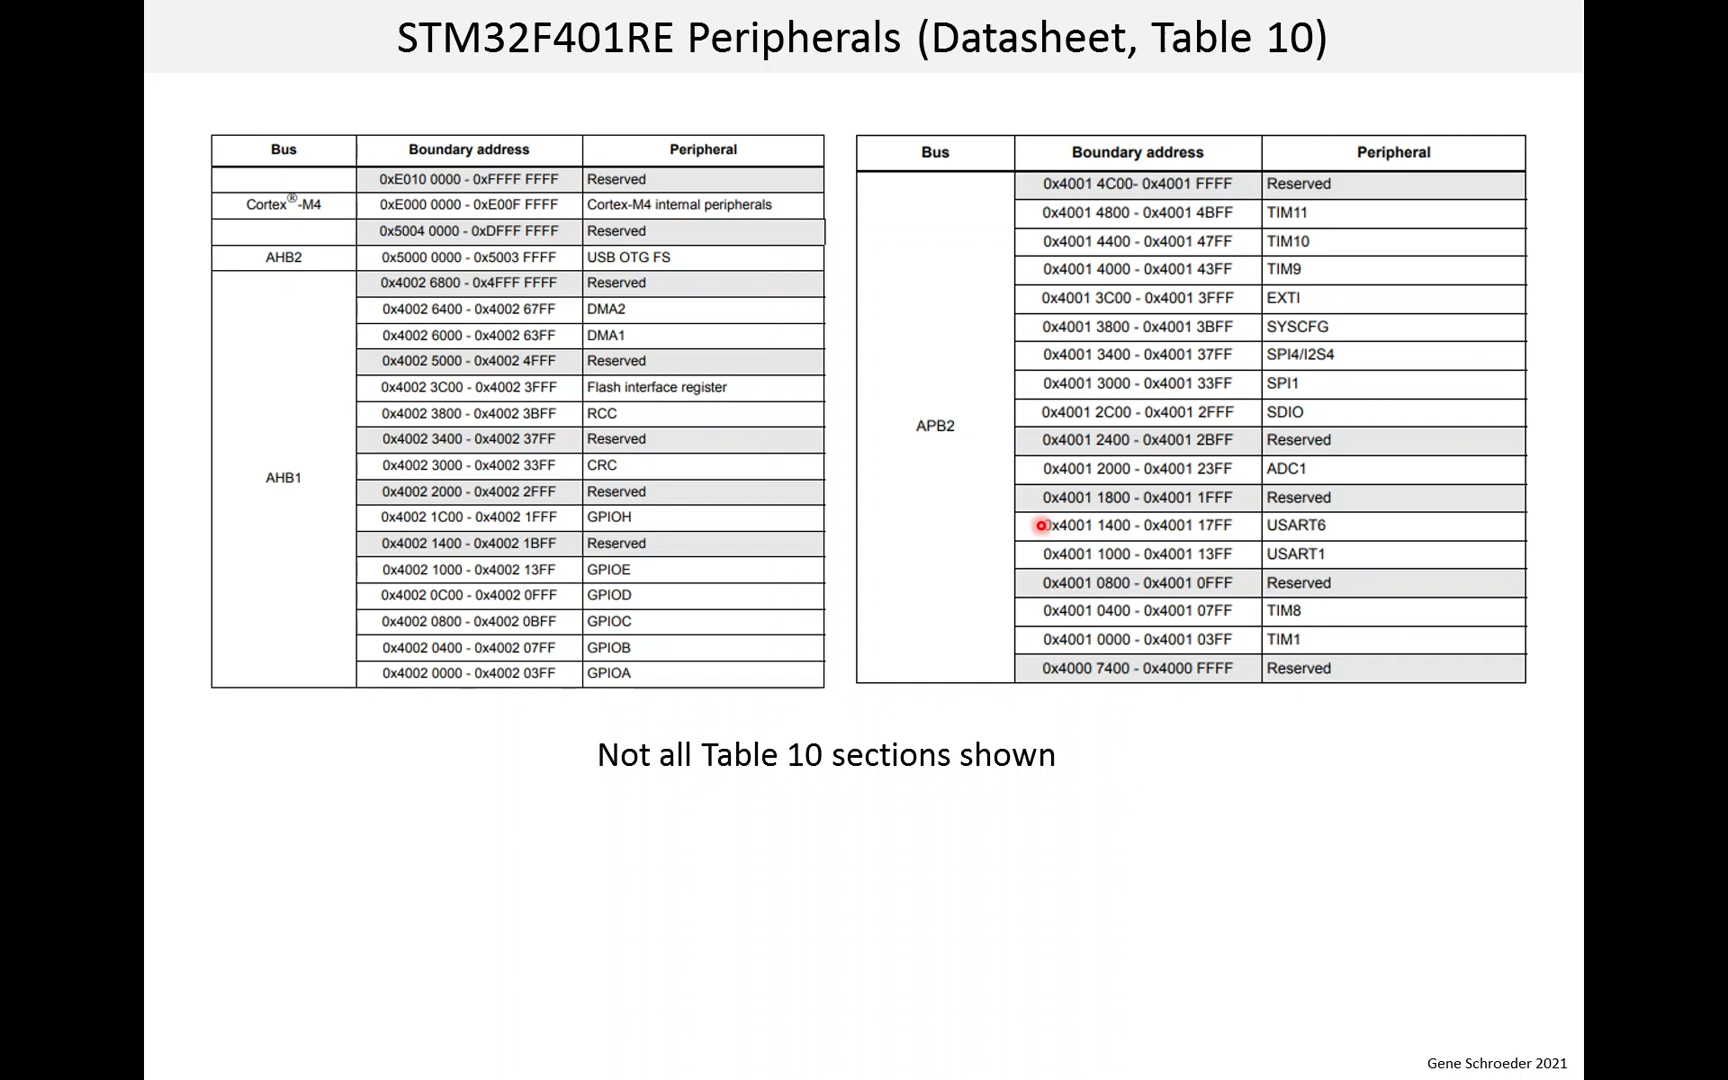 STM32F401RE Peripherals (Datasheet, Table 10)
Bus Boundary address Peripheral
0xE010 0000 - 0xFFFF FFFF Reserved
Cortex®-M4 0xE000 0000 - 0xE00F FFFF Cortex-M4 internal peripherals
0x5004 0000 - 0xDFFF FFFF Reserved
AHB2 0x5000 0000 - 0x5003 FFFF USB OTG FS
0x4002 6800 - 0x4FFF FFFF Reserved
0x4002 6400 - 0x4002 67FF DMA2
0x4002 6000 - 0x4002 63FF DMA1
0x4002 5000 - 0x4002 4FFF Reserved
0x4002 3C00 - 0x4002 3FFF Flash interface register
0x4002 3800 - 0x4002 3BFF RCC
0x4002 3400 - 0x4002 37FF Reserved
0x4002 3000 - 0x4002 33FF CRC
AHB1
0x4002 2000 - 0x4002 2FFF Reserved
0x4002 1C00 - 0x4002 1FFF GPIOH
0x4002 1400 - 0x4002 1BFF Reserved
0x4002 1000 - 0x4002 13FF GPIOE
0x4002 0C00 - 0x4002 0FFF GPIOD
0x4002 0800 - 0x4002 0BFF GPIOC
0x4002 0400 - 0x4002 07FF GPIOB
0x4002 0000 - 0x4002 03FF GPIOA
Bus Boundary address Peripheral
0x4001 4C00- 0x4001 FFFF Reserved
0x4001 4800 - 0x4001 4BFF TIM11
0x4001 4400 - 0x4001 47FF TIM10
0x4001 4000 - 0x4001 43FF TIM9
0x4001 3C00 - 0x4001 3FFF EXTI
0x4001 3800 - 0x4001 3BFF SYSCFG
0x4001 3400 - 0x4001 37FF SPI4/I2S4
0x4001 3000 - 0x4001 33FF SPI1
0x4001 2C00 - 0x4001 2FFF SDIO
APB2
0x4001 2400 - 0x4001 2BFF Reserved
0x4001 2000 - 0x4001 23FF ADC1
0x4001 1800 - 0x4001 1FFF Reserved
0x4001 1400 - 0x4001 17FF USART6
0x4001 1000 - 0x4001 13FF USART1
0x4001 0800 - 0x4001 0FFF Reserved
0x4001 0400 - 0x4001 07FF TIM8
0x4001 0000 - 0x4001 03FF TIM1
0x4000 7400 - 0x4000 FFFF Reserved
Not all Table 10 sections shown
Gene Schroeder 2021